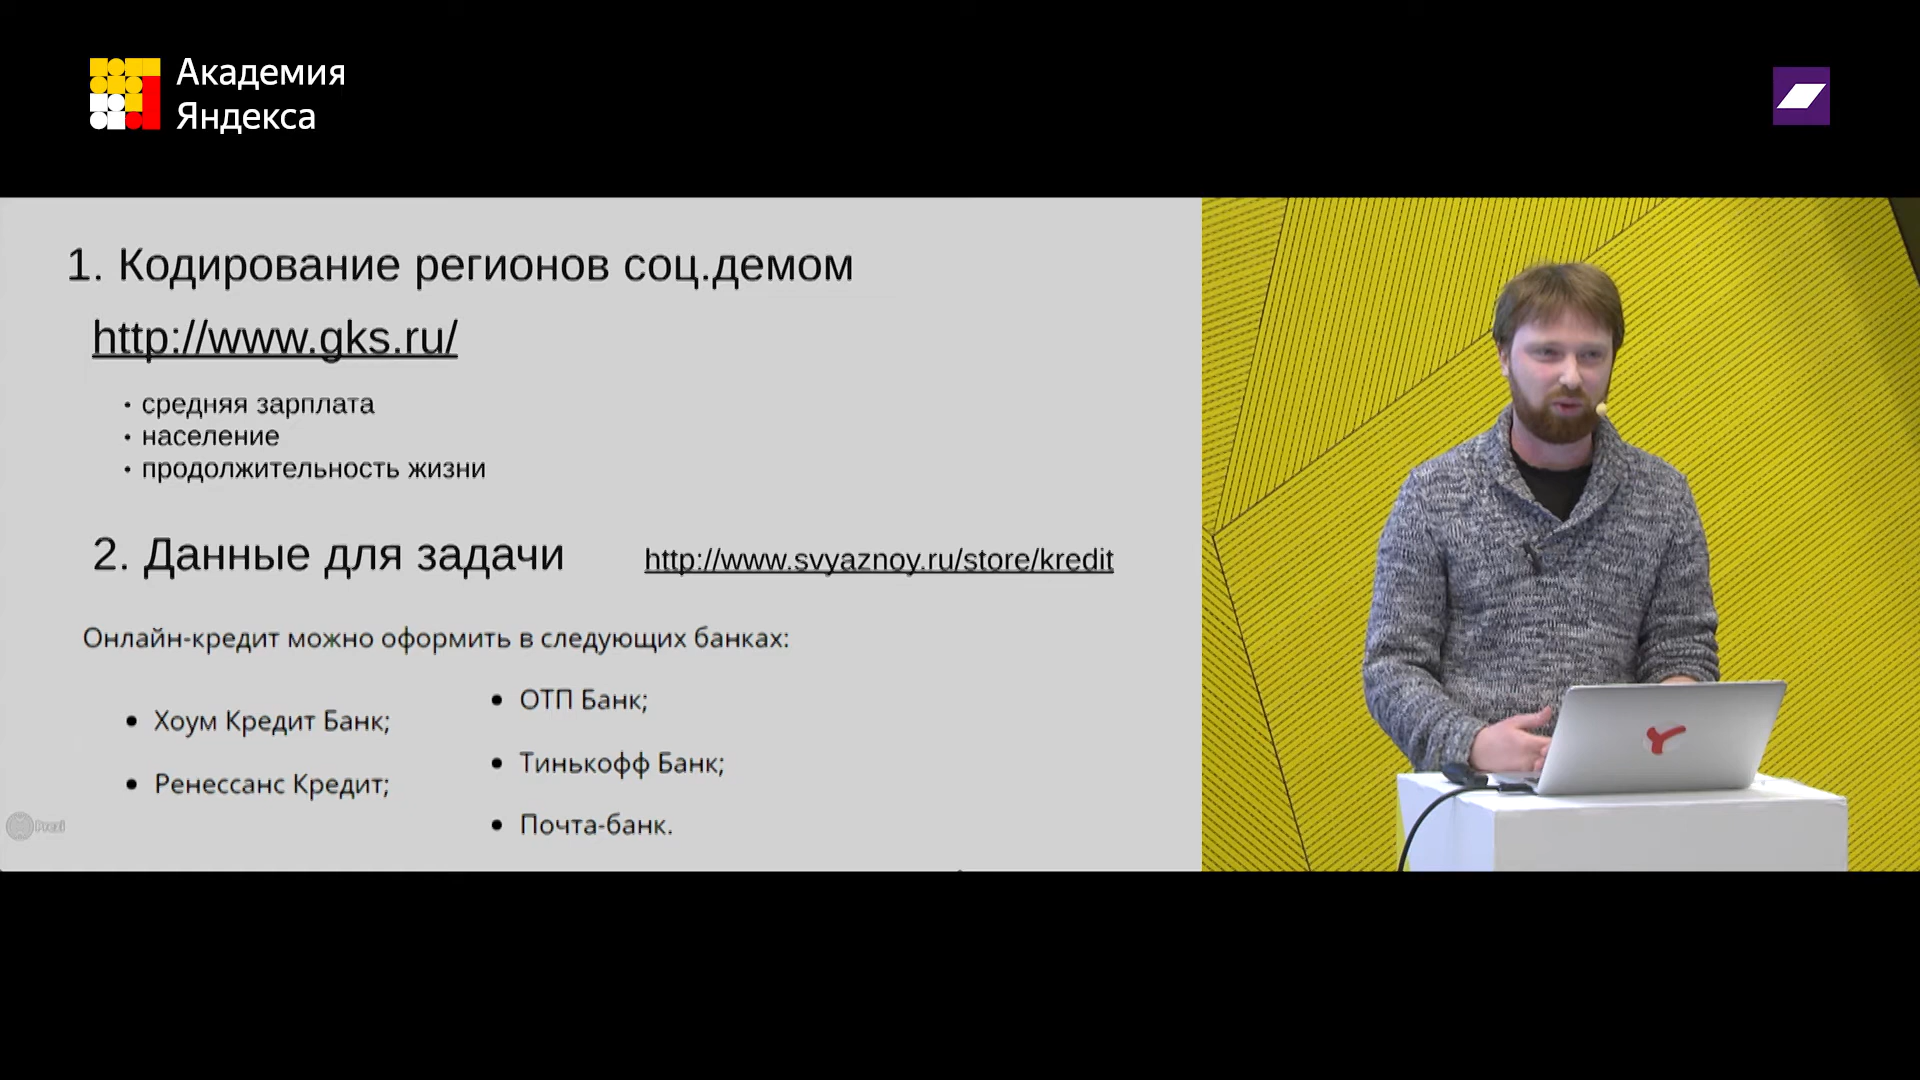 Академия
Яндекса
1. Кодирование регионов соц.демом
http://www.gks.ru/
• средняя зарплата
• население
• продолжительность жизни
2. Данные для задачи http://www.svyaznoy.ru/store/kredit
Онлайн-кредит можно оформить в следующих банках:
• Хоум Кредит Банк;
• Ренессанс Кредит;
• ОТП Банк;
• Тинькофф Банк;
• Почта-банк.
Prezi